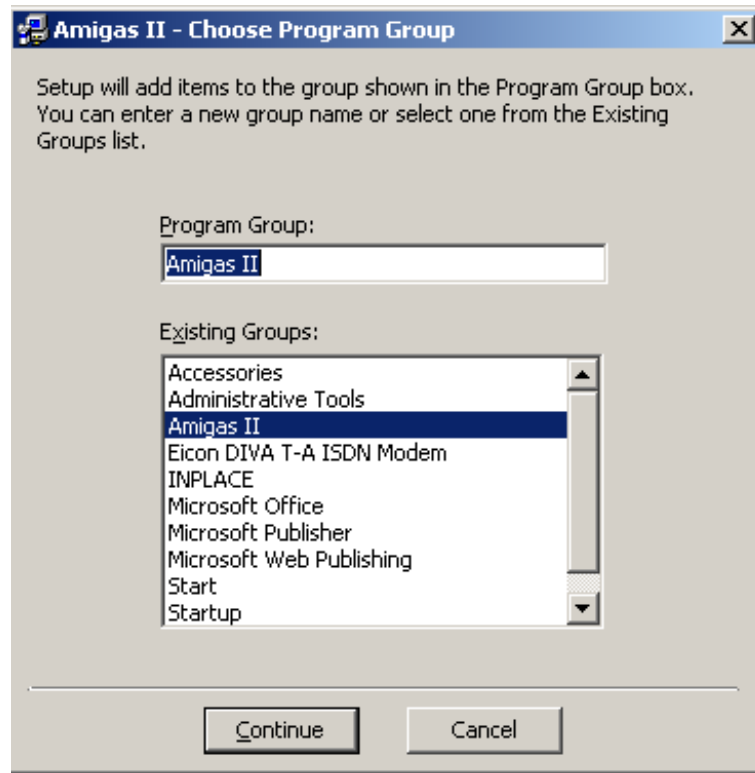 Amigas II - Choose Program Group
Setup will add items to the group shown in the Program Group box.
You can enter a new group name or select one from the Existing
Groups list.
Program Group:
Amigas II
Existing Groups:
Accessories
Administrative Tools
Amigas II
Eicon DIVA T-A ISDN Modem
INPLACE
Microsoft Office
Microsoft Publisher
Microsoft Web Publishing
Start
Startup
Continue Cancel